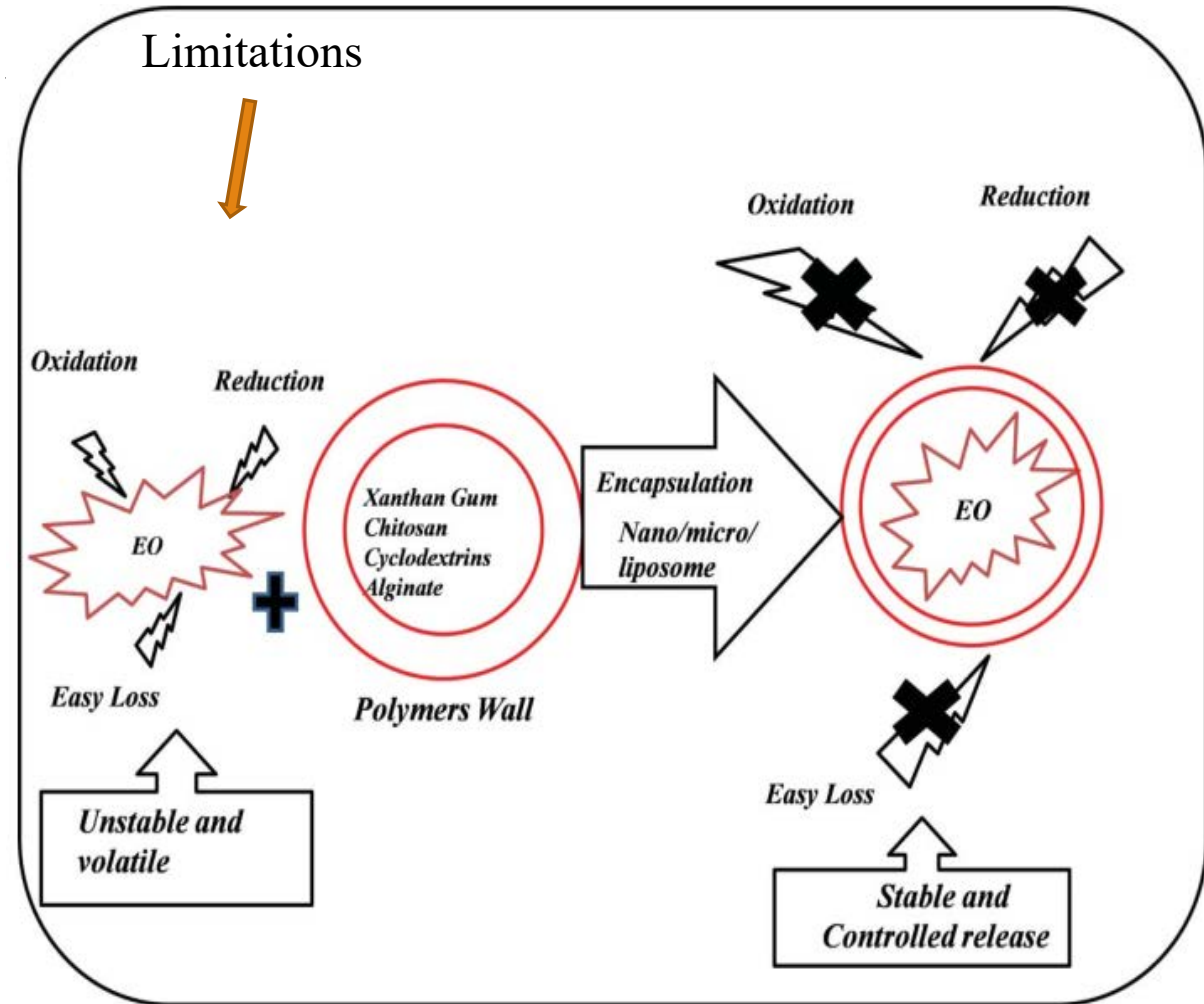 Limitations
Oxidation
Reduction
EO
Easy Loss
Unstable and
volatile
Xanthan Gum
Chitosan
Cyclodextrins
Alginate
Polymers Wall
Encapsulation
Nano/micro/
liposome
Oxidation
Reduction
EO
Easy Loss
Stable and
Controlled release